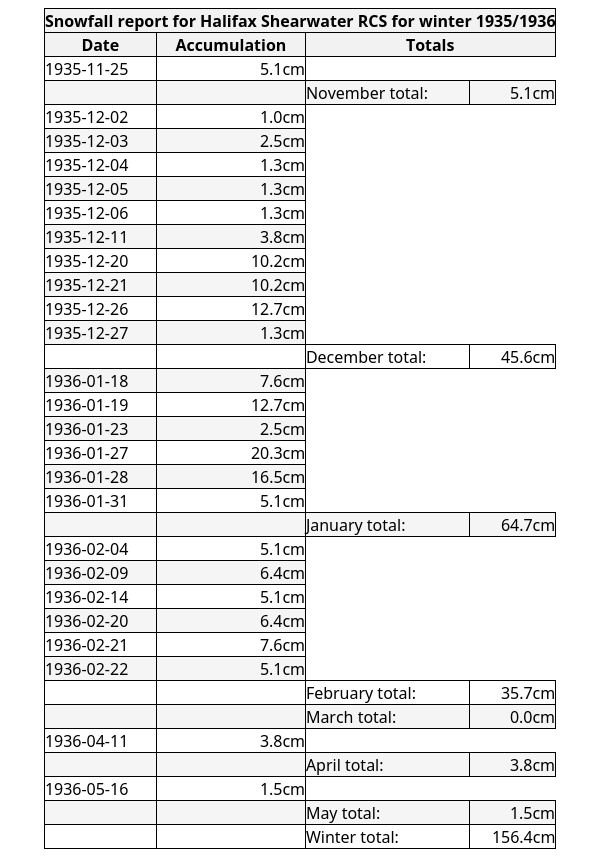 Snowfall report for Halifax Shearwater RCS for winter 1935/1936
Date Accumulation Totals
1935-11-25 5.1cm
November total: 5.1cm
1935-12-02 1.0cm
1935-12-03 2.5cm
1935-12-04 1.3cm
1935-12-05 1.3cm
1935-12-06 1.3cm
1935-12-11 3.8cm
1935-12-20 10.2cm
1935-12-21 10.2cm
1935-12-26 12.7cm
1935-12-27 1.3cm
December total: 45.6cm
1936-01-18 7.6cm
1936-01-19 12.7cm
1936-01-23 2.5cm
1936-01-27 20.3cm
1936-01-28 16.5cm
1936-01-31 5.1cm
January total: 64.7cm
1936-02-04 5.1cm
1936-02-09 6.4cm
1936-02-14 5.1cm
1936-02-20 6.4cm
1936-02-21 7.6cm
1936-02-22 5.1cm
February total: 35.7cm
March total: 0.0cm
1936-04-11 3.8cm
April total: 3.8cm
1936-05-16 1.5cm
May total: 1.5cm
Winter total: 156.4cm